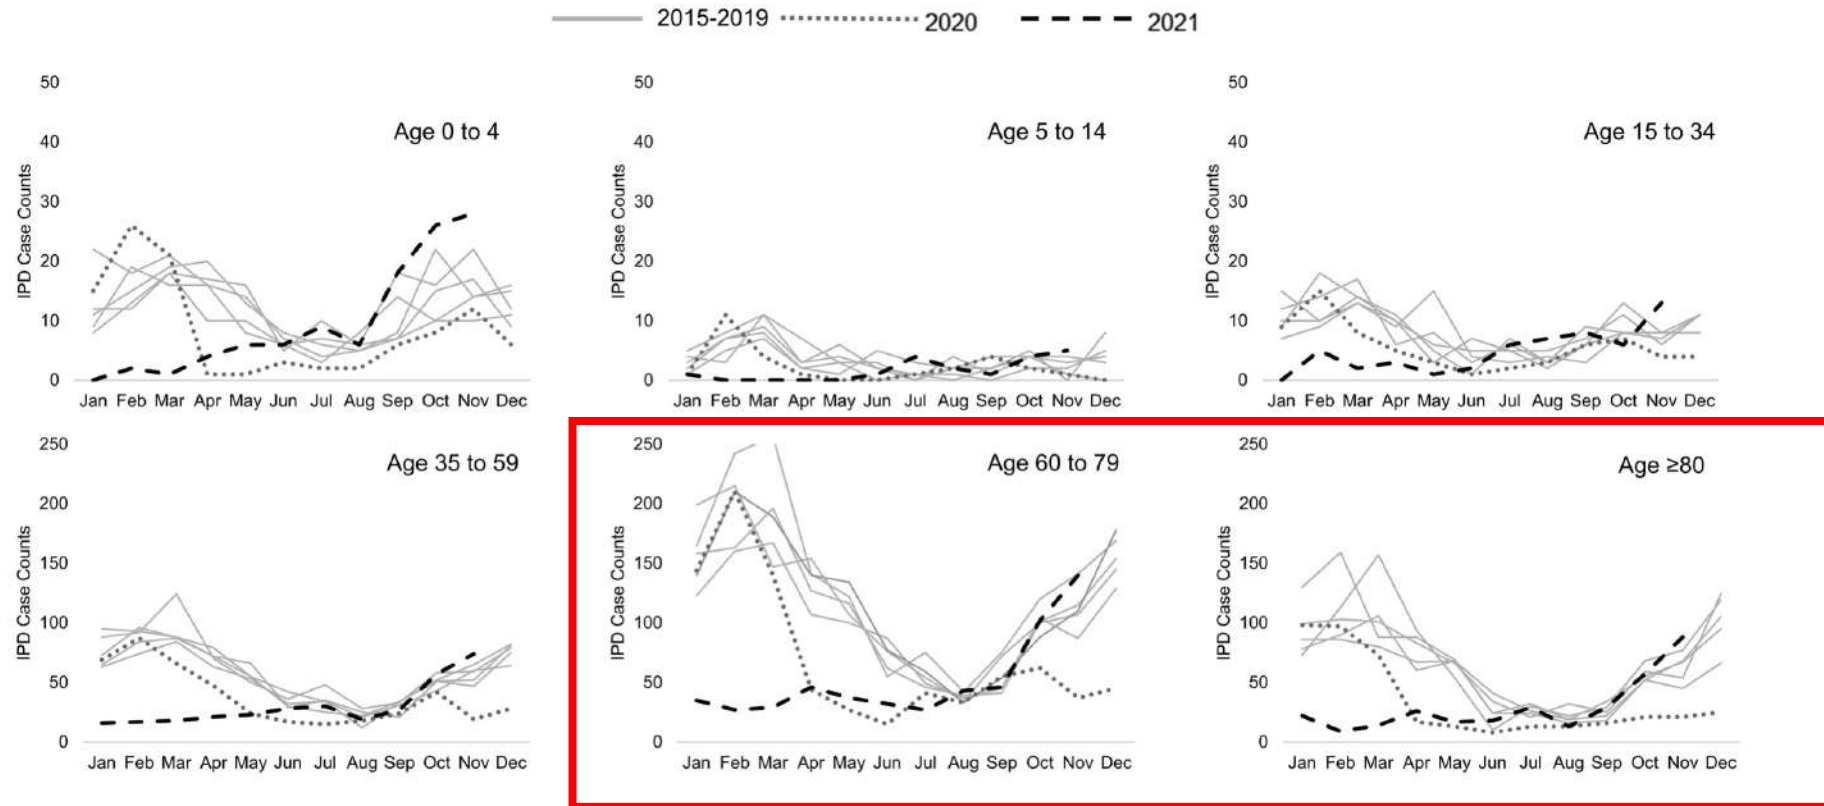 2015-2019 2020 2021
50
40
30
20
10
0
IPD Case Counts
Age 0 to 4
Jan Feb Mar Apr May Jun Jul Aug Sep Oct Nov Dec
50
40
30
20
10
0
IPD Case Counts
Age 5 to 14
Jan Feb Mar Apr May Jun Jul Aug Sep Oct Nov Dec
50
40
30
20
10
0
IPD Case Counts
Age 15 to 34
Jan Feb Mar Apr May Jun Jul Aug Sep Oct Nov Dec
250
200
150
100
50
0
IPD Case Counts
Age 35 to 59
Jan Feb Mar Apr May Jun Jul Aug Sep Oct Nov Dec
250
200
150
100
50
0
IPD Case Counts
Age 60 to 79
Jan Feb Mar Apr May Jun Jul Aug Sep Oct Nov Dec
250
200
150
100
50
0
IPD Case Counts
Age ≥80
Jan Feb Mar Apr May Jun Jul Aug Sep Oct Nov Dec